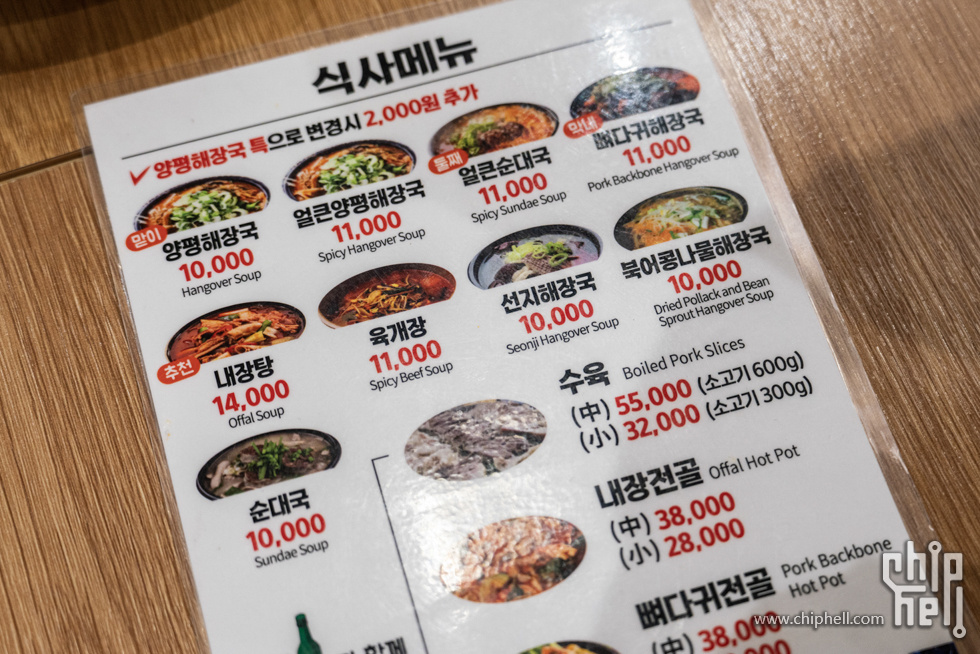 식사메뉴
✓양평해장국 특으로 변경시 2,000원 추가
맏이
양평해장국
10,000
Hangover Soup
얼큰양평해장국
11,000
Spicy Hangover Soup
둘째
얼큰순대국
11,000
Spicy Sundae Soup
막내
뼈다귀해장국
11,000
Pork Backbone Hangover Soup
추천
내장탕
14,000
Offal Soup
육개장
11,000
Spicy Beef Soup
선지해장국
10,000
Seonji Hangover Soup
북어콩나물해장국
10,000
Dried Pollack and Bean
Sprout Hangover Soup
순대국
10,000
Sundae Soup
수육 Boiled Pork Slices
(中) 55,000 (소고기 600g)
(小) 32,000 (소고기 300g)
내장전골 Offal Hot Pot
(中) 38,000
(小) 28,000
뼈다귀전골 Pork Backbone
Hot Pot
(中) 38,000
함께
www.chiphell.com
chip
hell